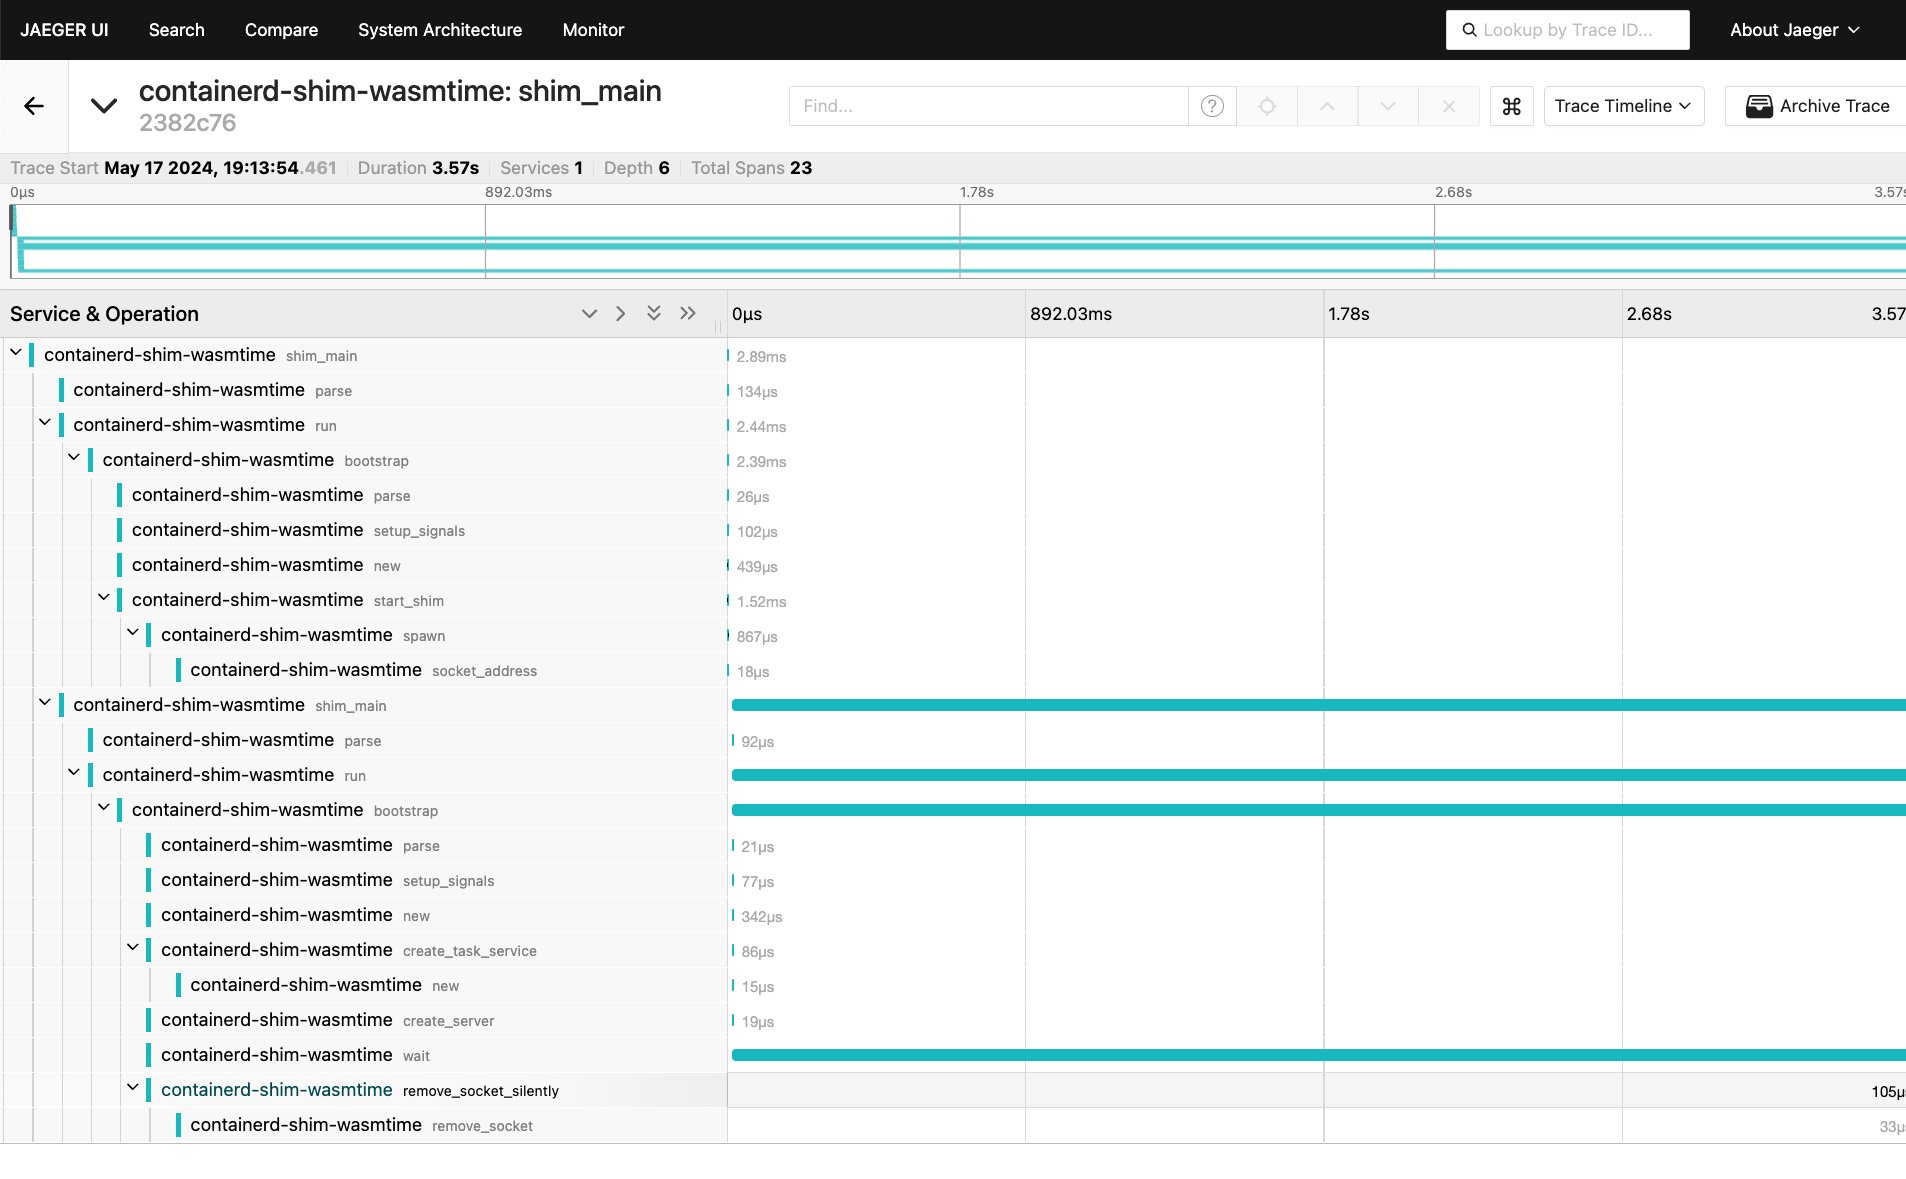 JAEGER UI Search Compare System Architecture Monitor Lookup by Trace ID... About Jaeger
containerd-shim-wasmtime: shim_main
2382c76
Find... ? Trace Timeline Archive Trace
Trace Start May 17 2024, 19:13:54.461 Duration 3.57s Services 1 Depth 6 Total Spans 23
0μs 892.03ms 1.78s 2.68s 3.57s
Service & Operation 0μs 892.03ms 1.78s 2.68s 3.57
containerd-shim-wasmtime shim_main 2.89ms
containerd-shim-wasmtime parse 134μs
containerd-shim-wasmtime run 2.44ms
containerd-shim-wasmtime bootstrap 2.39ms
containerd-shim-wasmtime parse 26μs
containerd-shim-wasmtime setup_signals 102μs
containerd-shim-wasmtime new 439μs
containerd-shim-wasmtime start_shim 1.52ms
containerd-shim-wasmtime spawn 867μs
containerd-shim-wasmtime socket_address 18μs
containerd-shim-wasmtime shim_main
containerd-shim-wasmtime parse 92μs
containerd-shim-wasmtime run
containerd-shim-wasmtime bootstrap
containerd-shim-wasmtime parse 21μs
containerd-shim-wasmtime setup_signals 77μs
containerd-shim-wasmtime new 342μs
containerd-shim-wasmtime create_task_service 86μs
containerd-shim-wasmtime new 15μs
containerd-shim-wasmtime create_server 19μs
containerd-shim-wasmtime wait
containerd-shim-wasmtime remove_socket_silently 105μ
containerd-shim-wasmtime remove_socket 33μ